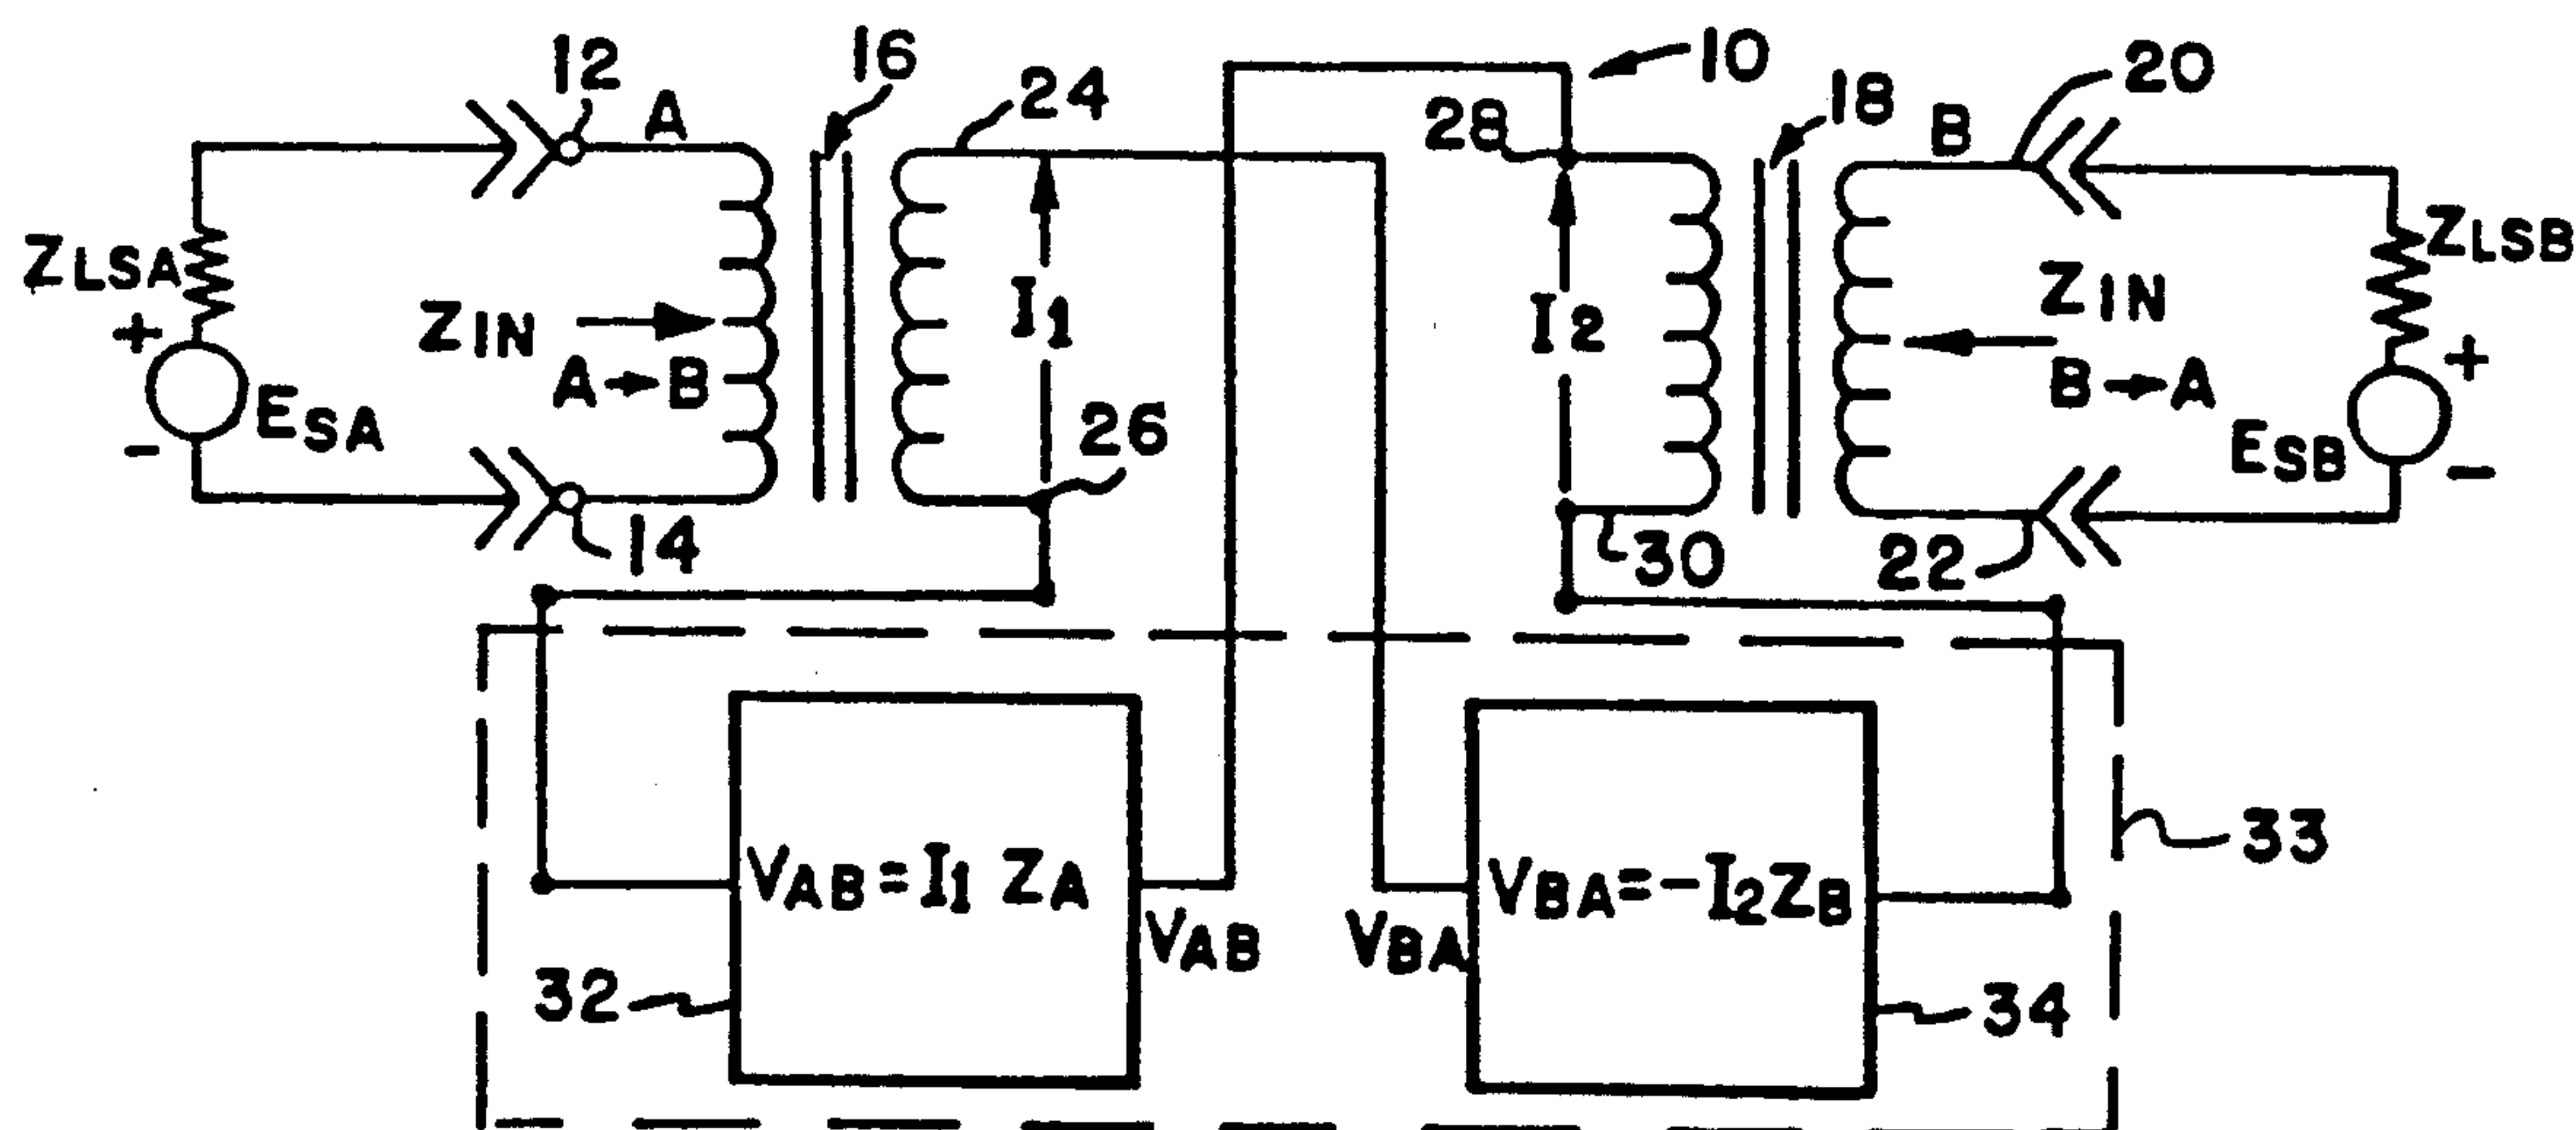 12
A
16
24
10
28
18
B
20
ZLSA
+
ESA
-
ZIN
A→B
I1
26
I2
ZIN
B→A
ZLSB
+
ESB
-
14
30
22
VAB=I1 ZA
VAB
VBA
VBA=-I2ZB
33
32
34